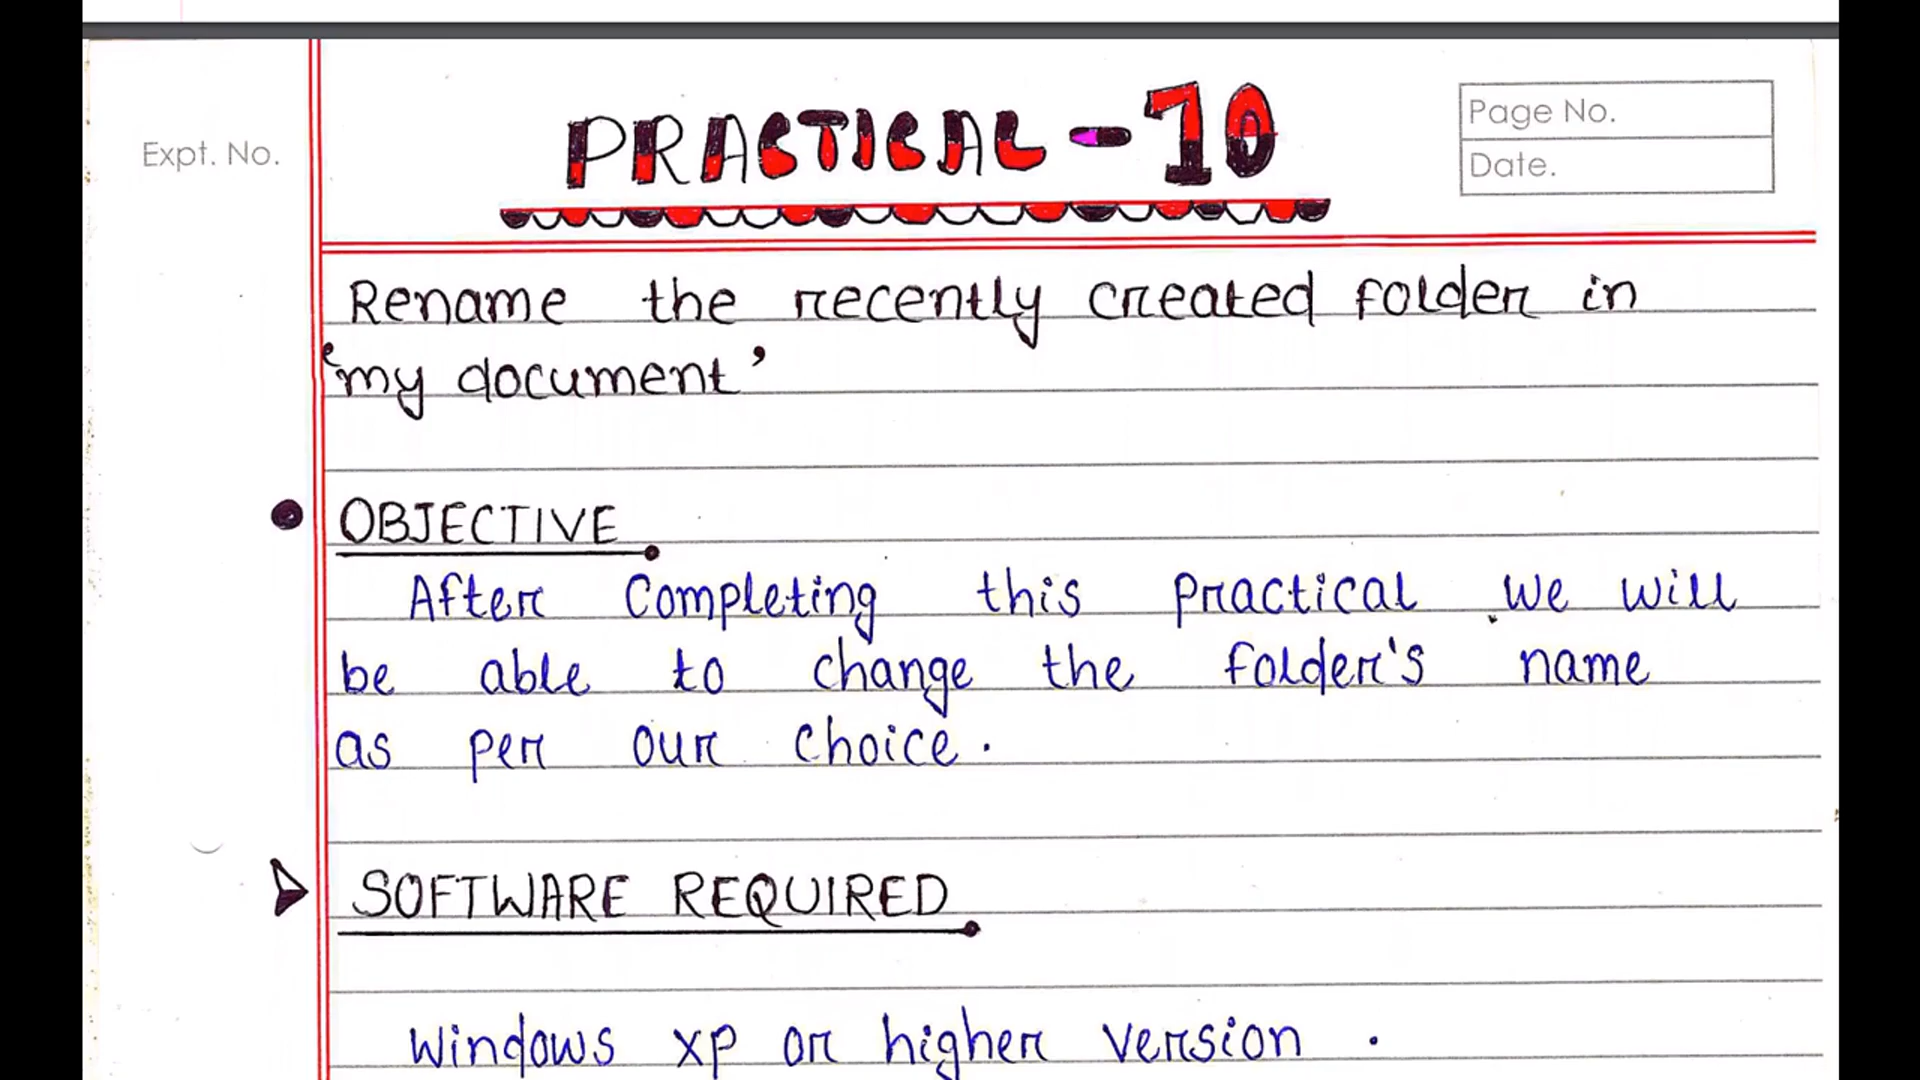 Expt. No.
PRACTICAL - 10
Page No.
Date.
Rename the recently created folder in
'my document'
OBJECTIVE
After Completing this practical we will
be able to change the folder's name
as per our choice.
SOFTWARE REQUIRED
Windows xp or higher version.